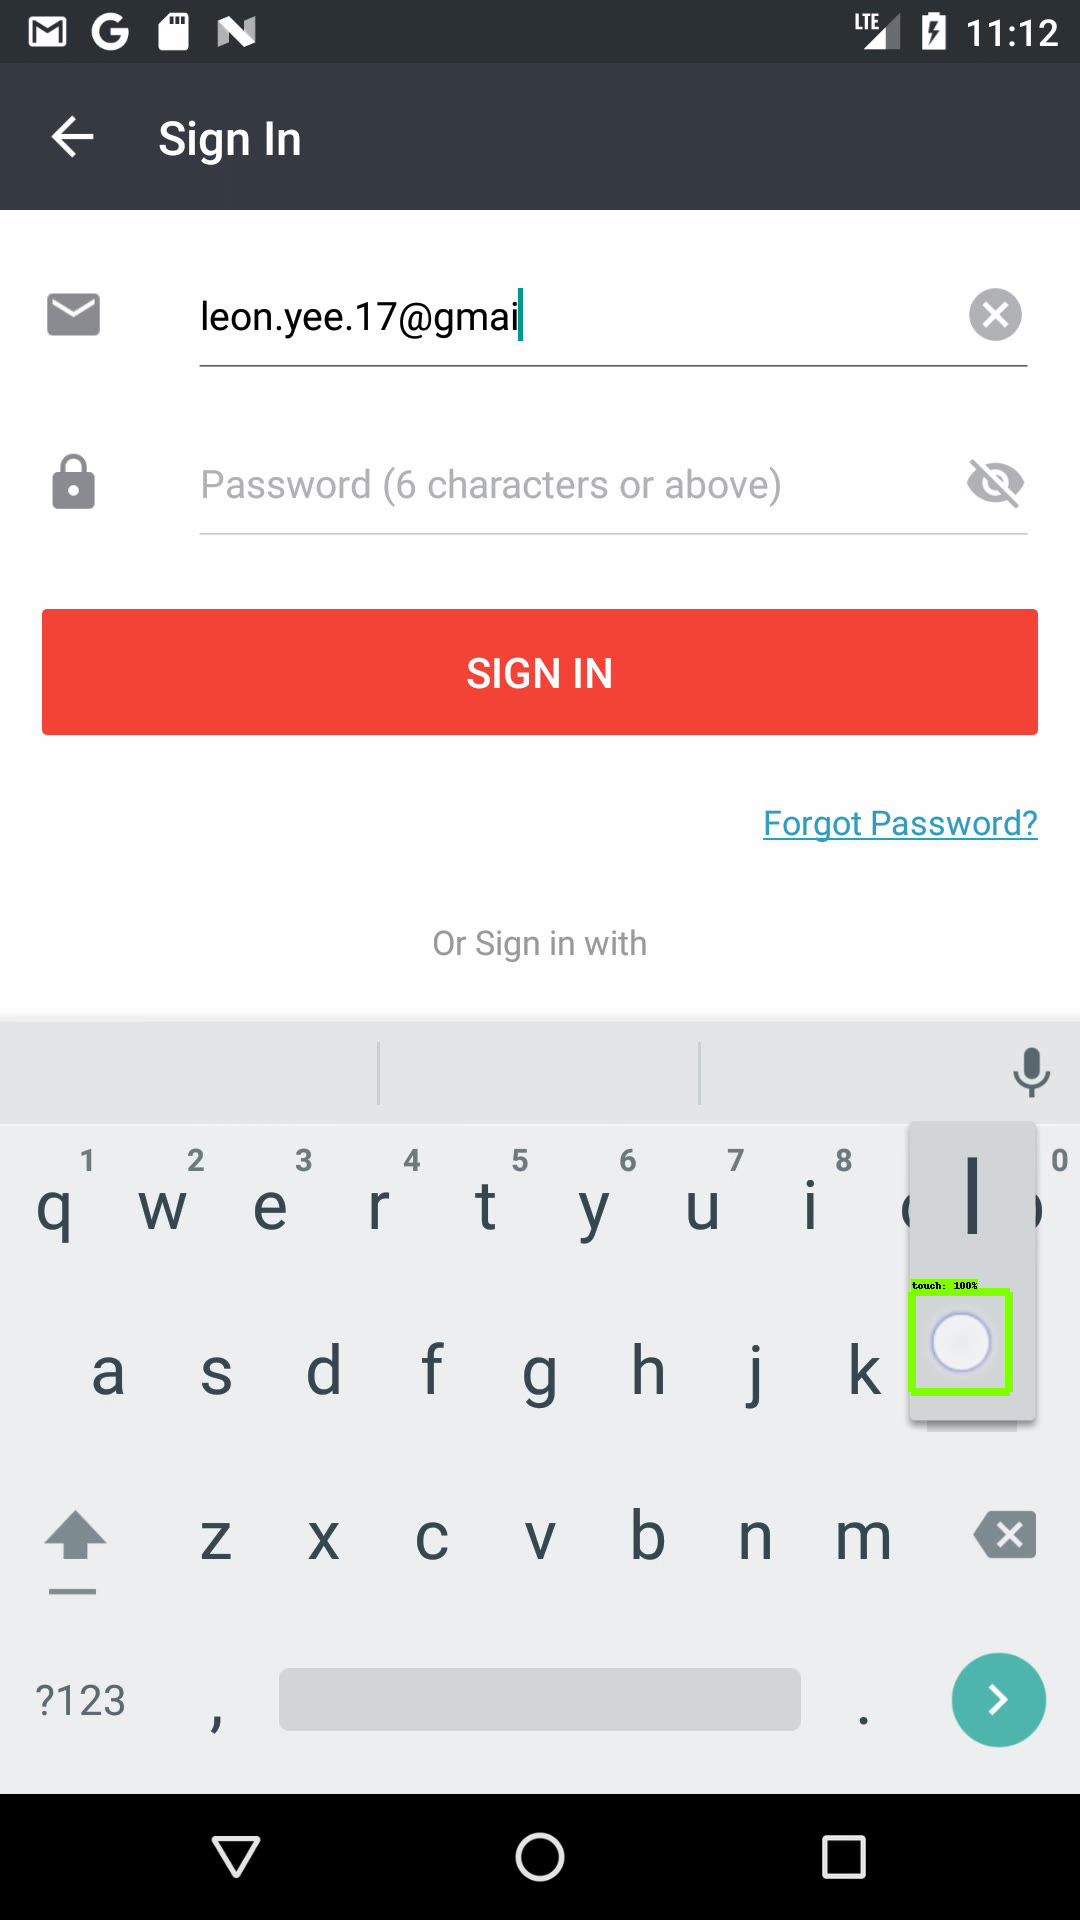 LTE 11:12
Sign In
leon.yee.17@gmai
Password (6 characters or above)
SIGN IN
Forgot Password?
Or Sign in with
1 2 3 4 5 6 7 8 0
q w e r t y u i
l
touch: 100%
a s d f g h j k
z x c v b n m
?123 , .